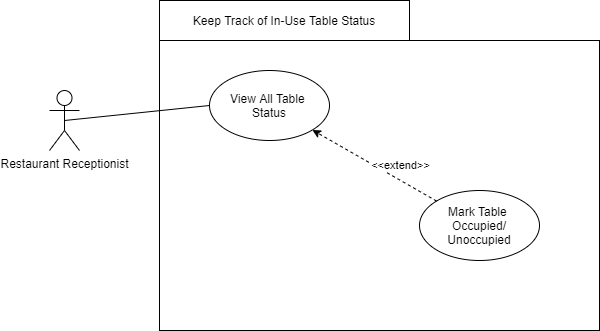 Keep Track of In-Use Table Status
View All Table
Status
<<extend>>
Restaurant Receptionist
Mark Table
Occupied/
Unoccupied